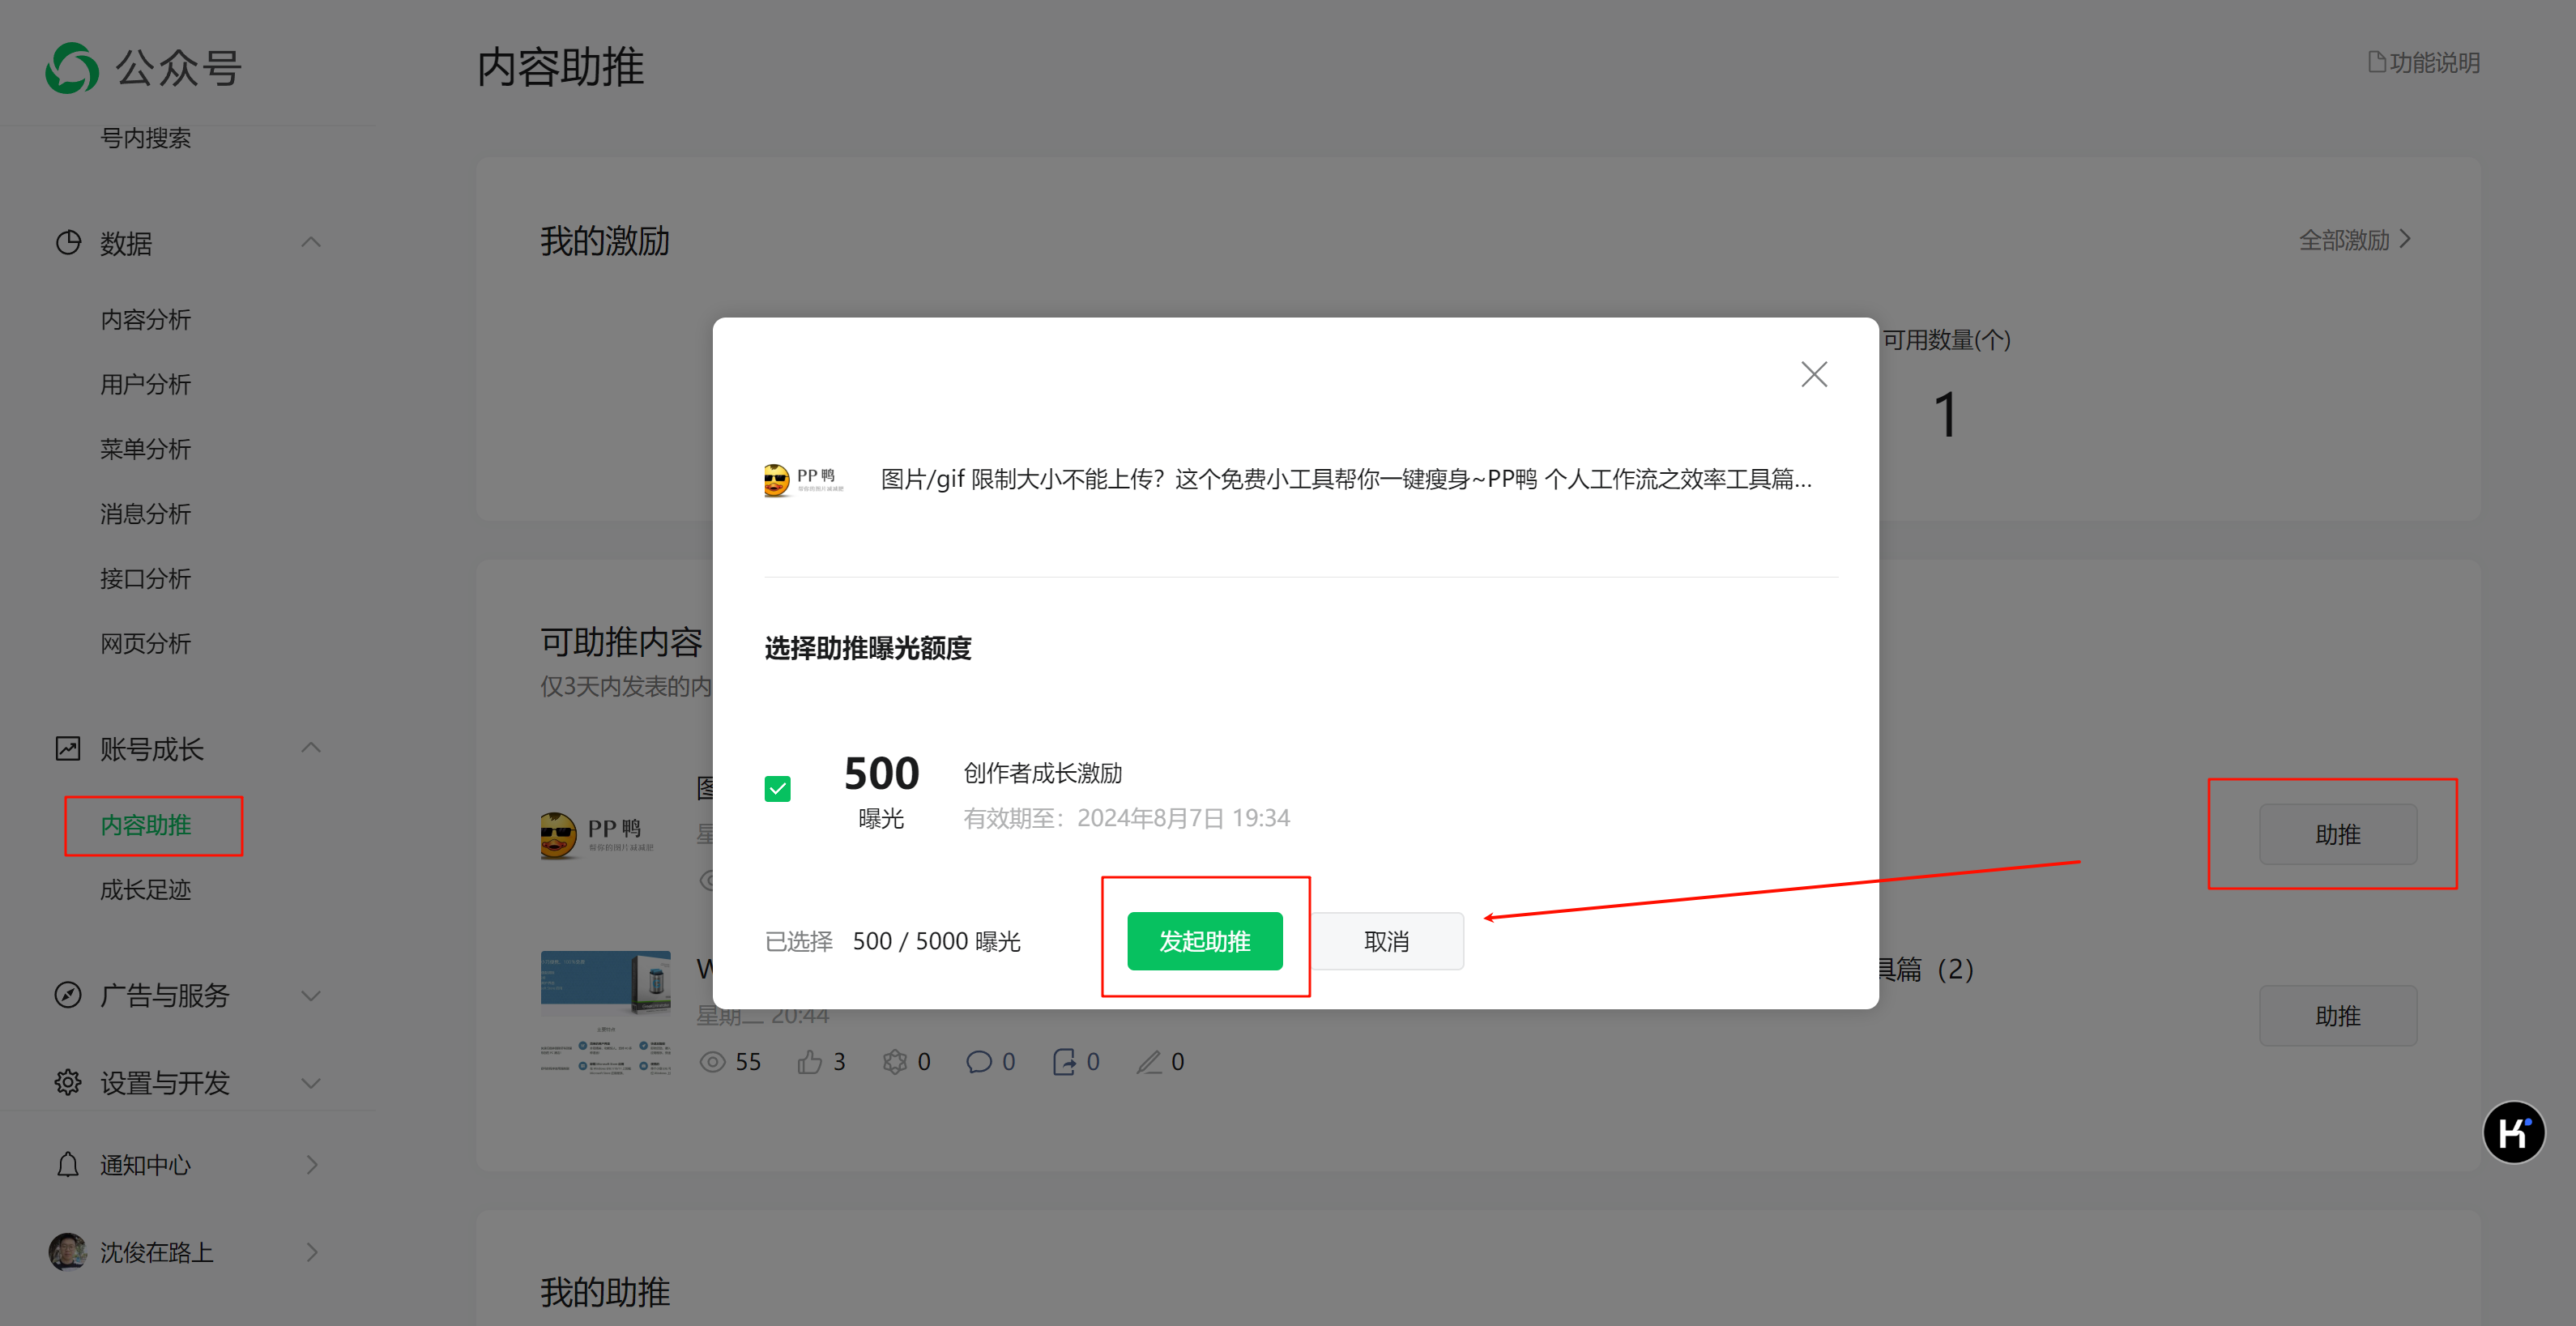 公众号
号内搜索
数据
内容分析
用户分析
菜单分析
消息分析
接口分析
网页分析
账号成长
内容助推
成长足迹
广告与服务
设置与开发
通知中心
沈俊在路上
内容助推
功能说明
我的激励
全部激励
可用数量(个)
1
可助推内容
仅3天内发表的内
PP 鸭
助推
具篇（2）
星期二 20:44
55 3 0 0 0 0
助推
我的助推
PP 鸭
图片/gif 限制大小不能上传？这个免费小工具帮你一键瘦身~PP鸭 个人工作流之效率工具篇...
选择助推曝光额度
500
曝光
创作者成长激励
有效期至：2024年8月7日 19:34
已选择 500 / 5000 曝光
发起助推
取消